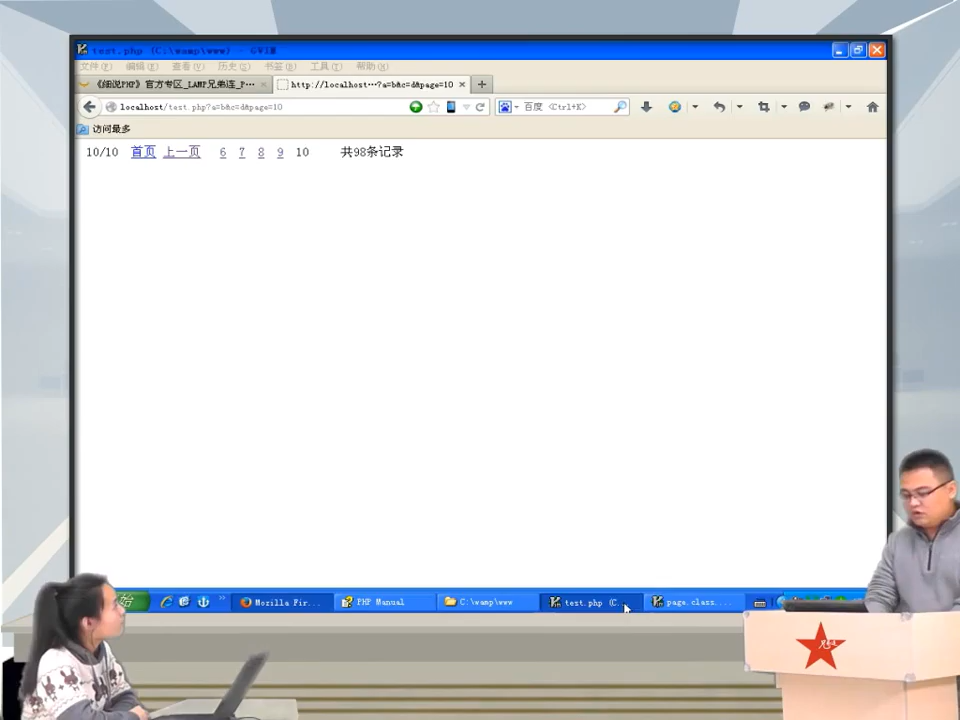 test.php (C:\wamp\www) - GVIM
文件(F) 编辑(E) 查看(V) 历史(S) 书签(B) 工具(T) 帮助(H)
《细说PHP》官方专区_LAMP兄弟连_P… × http://localhost…?a=b&c=d&page=10 × +
localhost/test.php?a=b&c=d&page=10 百度 <Ctrl+K>
访问最多
10/10 首页 上一页 6 7 8 9 10 共98条记录
始 Mozilla Fir... PHP Manual C:\wamp\www test.php (C... page.class...